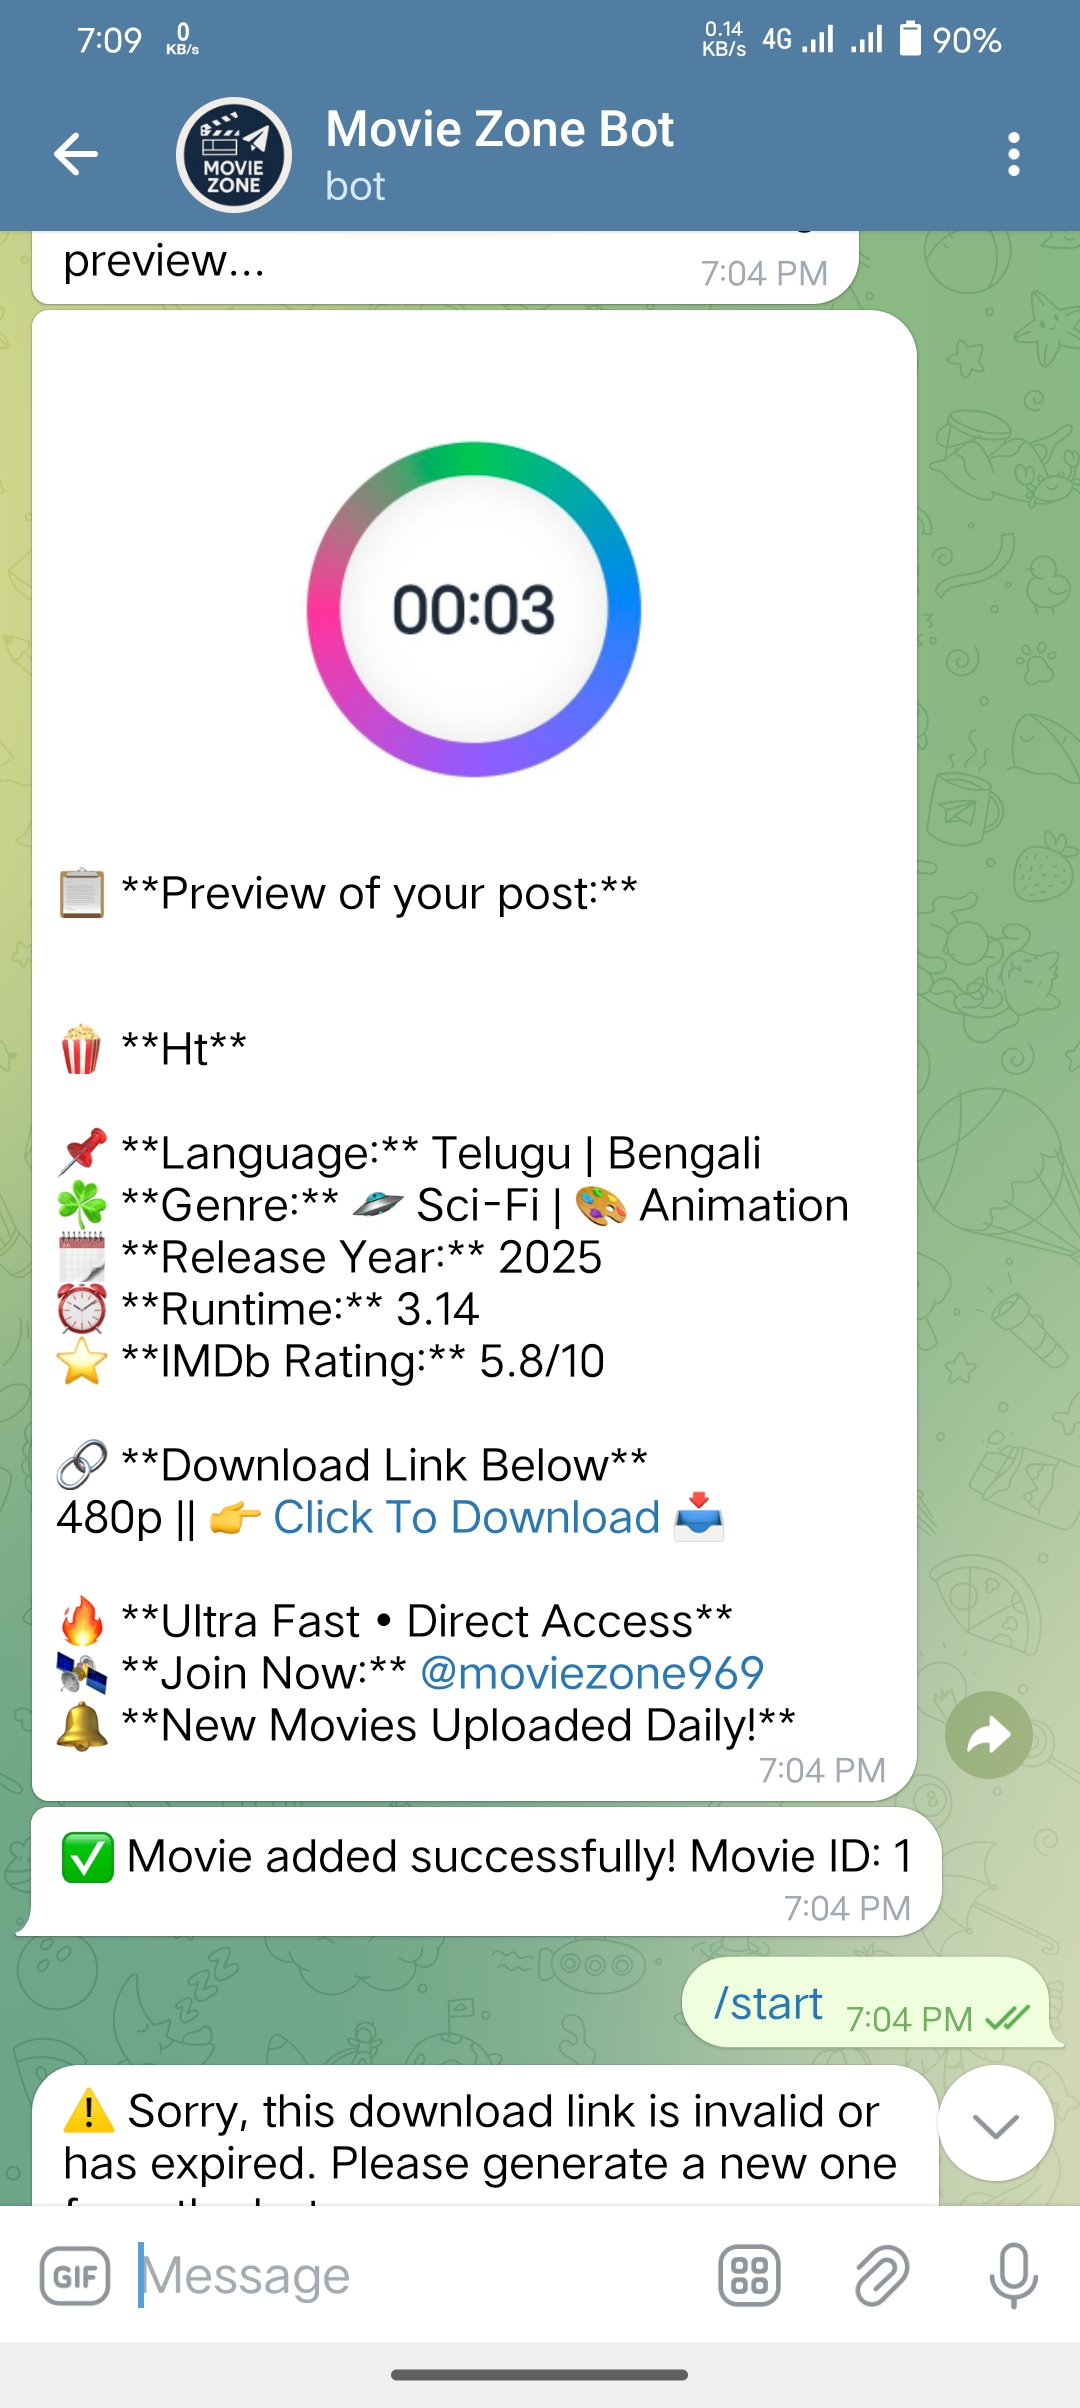 7:09 0 KB/s 0.14 KB/s 4G 90%
MOVIE ZONE
Movie Zone Bot
bot
preview...
7:04 PM
00:03
📋 **Preview of your post:**
🍿 **Ht**
📌 **Language:** Telugu | Bengali
☘️ **Genre:** 🛸 Sci-Fi | 🎨 Animation
🗓️ **Release Year:** 2025
⏰ **Runtime:** 3.14
⭐ **IMDb Rating:** 5.8/10
🔗 **Download Link Below**
480p || 👉 Click To Download 📥
🔥 **Ultra Fast • Direct Access**
🛰️ **Join Now:** @moviezone969
🔔 **New Movies Uploaded Daily!**
7:04 PM
✅ Movie added successfully! Movie ID: 1
7:04 PM
/start 7:04 PM
⚠️ Sorry, this download link is invalid or
has expired. Please generate a new one
GIF Message